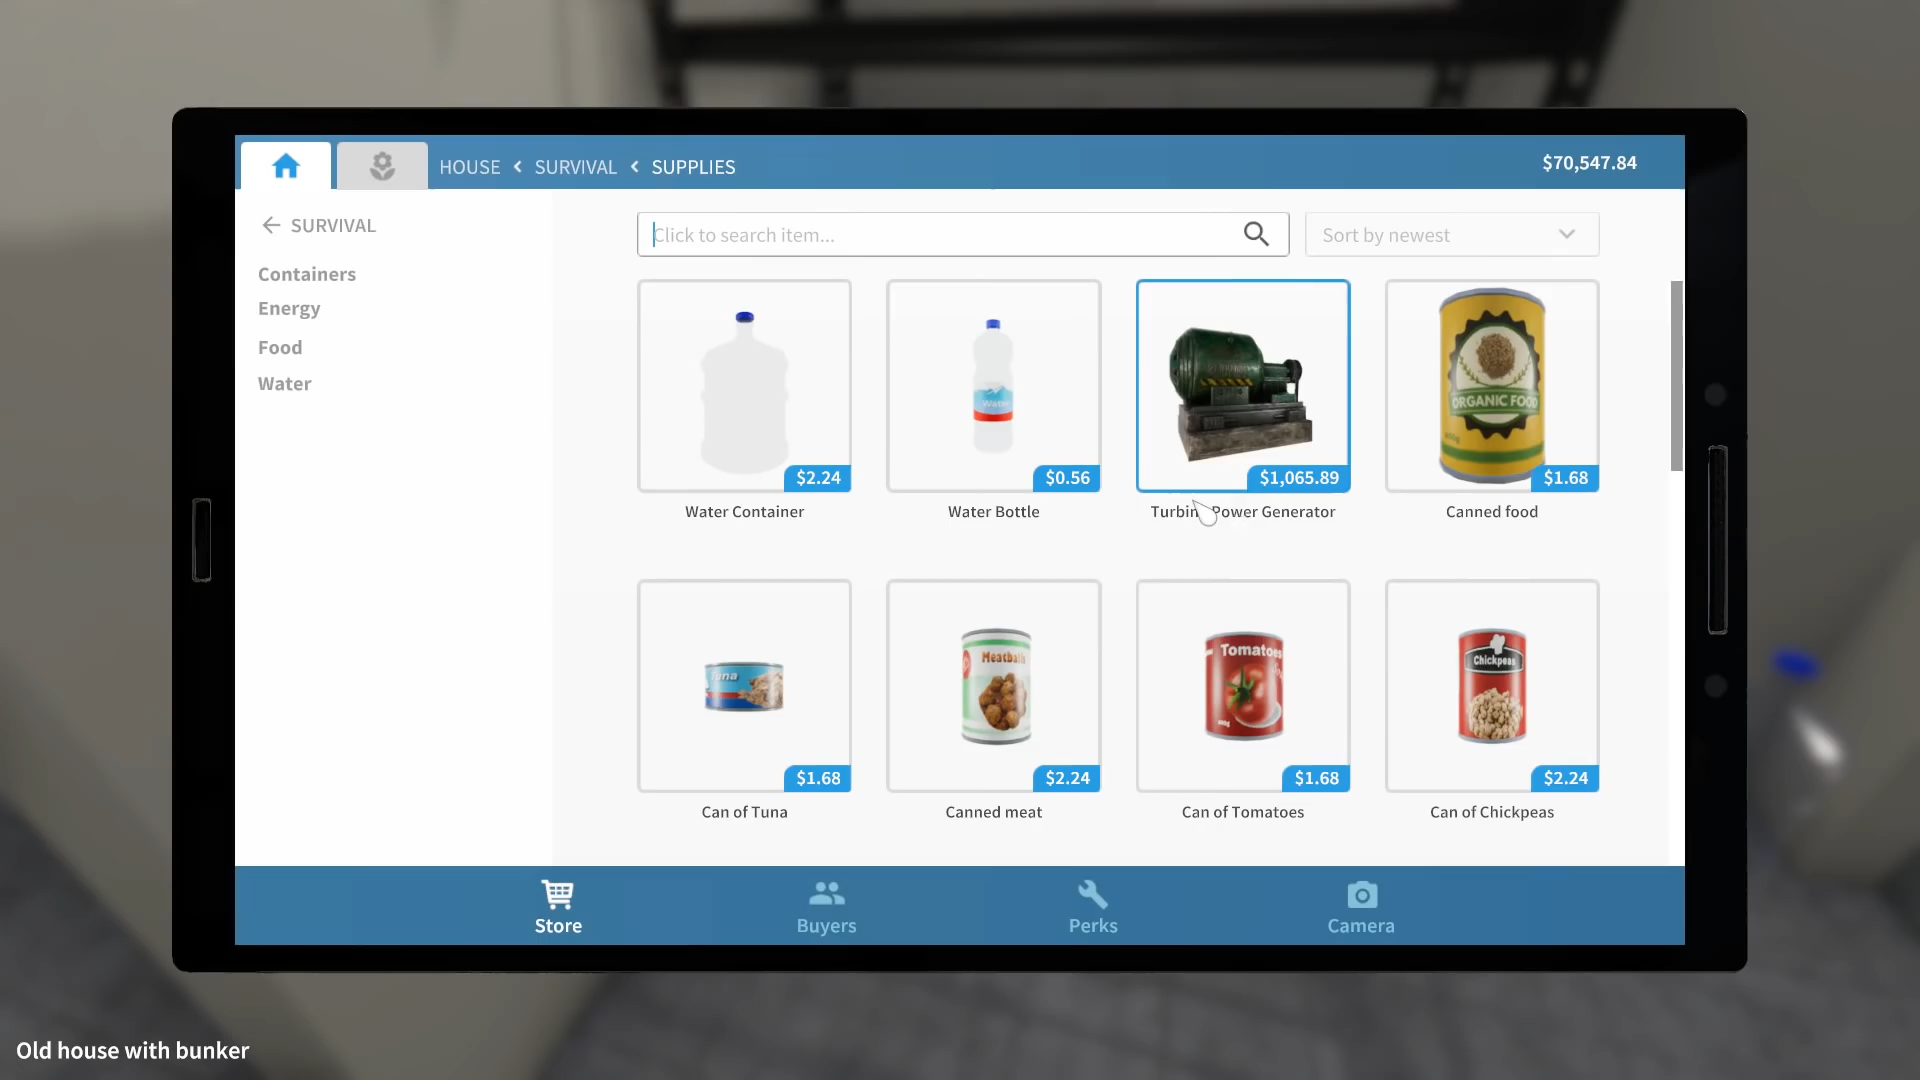 HOUSE < SURVIVAL < SUPPLIES
$70,547.84
SURVIVAL
Containers
Energy
Food
Water
Click to search item...
Sort by newest
Water
ORGANIC FOOD
$2.24
$0.56
$1,065.89
$1.68
Water Container
Water Bottle
Power Generator
Canned food
Tuna
Meatballs
Tomatoes
Chickpeas
$1.68
$2.24
$1.68
$2.24
Can of Tuna
Canned meat
Can of Tomatoes
Can of Chickpeas
Store
Buyers
Perks
Camera
Old house with bunker